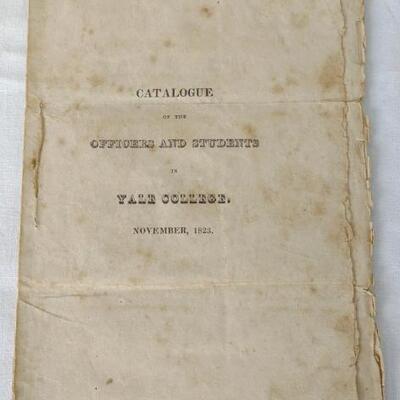 CATALOGUE
OF THE
OFFICERS AND STUDENTS
IN
YALE COLLEGE.
NOVEMBER, 1823.